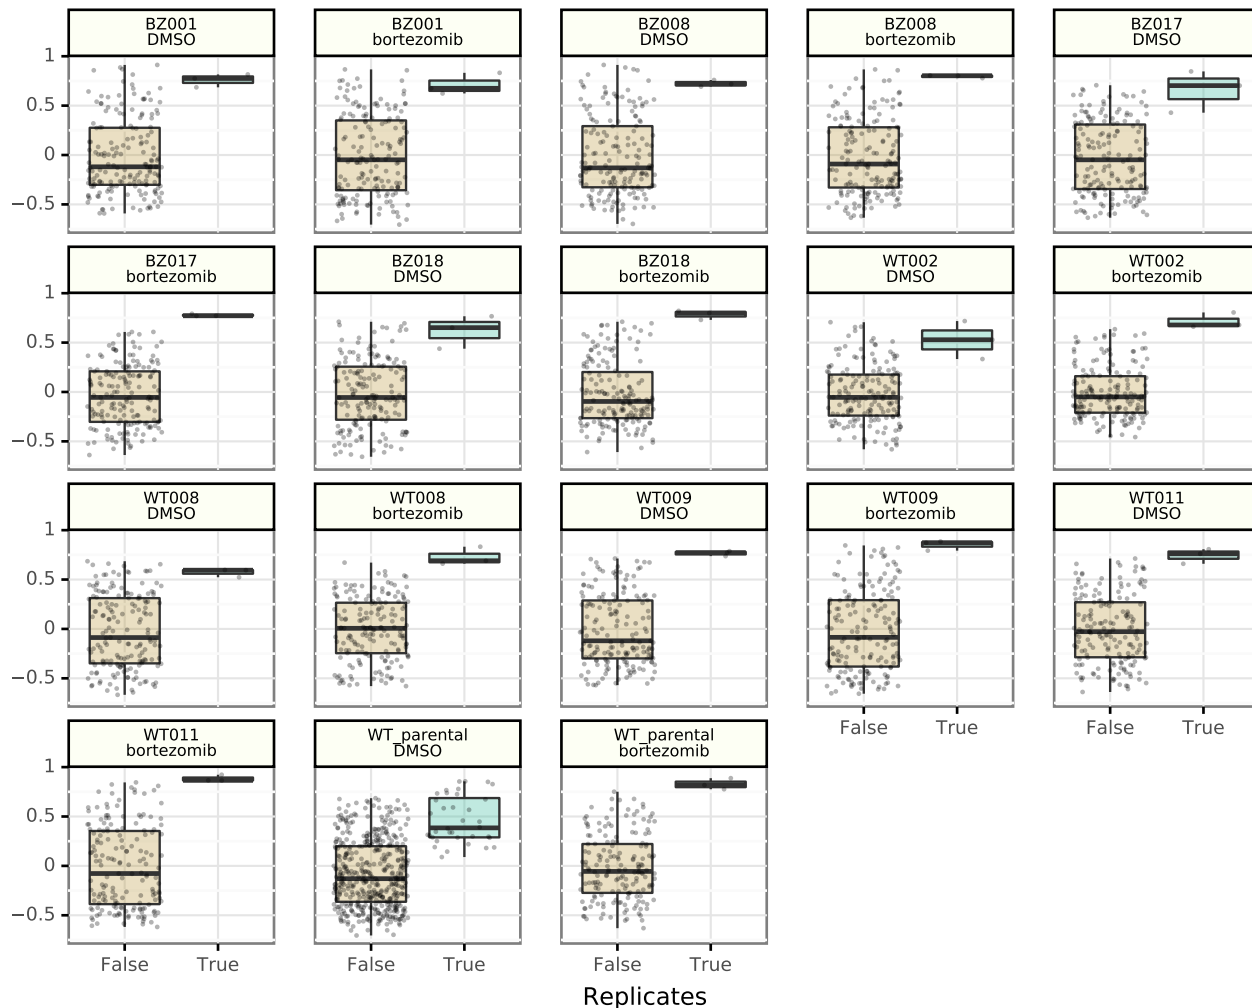 BZ001
DMSO
BZ001
bortezomib
BZ008
DMSO
BZ008
bortezomib
BZ017
DMSO
1
0.5
0
−0.5
BZ017
bortezomib
BZ018
DMSO
BZ018
bortezomib
WT002
DMSO
WT002
bortezomib
1
0.5
0
−0.5
WT008
DMSO
WT008
bortezomib
WT009
DMSO
WT009
bortezomib
WT011
DMSO
1
0.5
0
−0.5
False True
False True
WT011
bortezomib
WT_parental
DMSO
WT_parental
bortezomib
1
0.5
0
−0.5
False True
False True
False True
Replicates